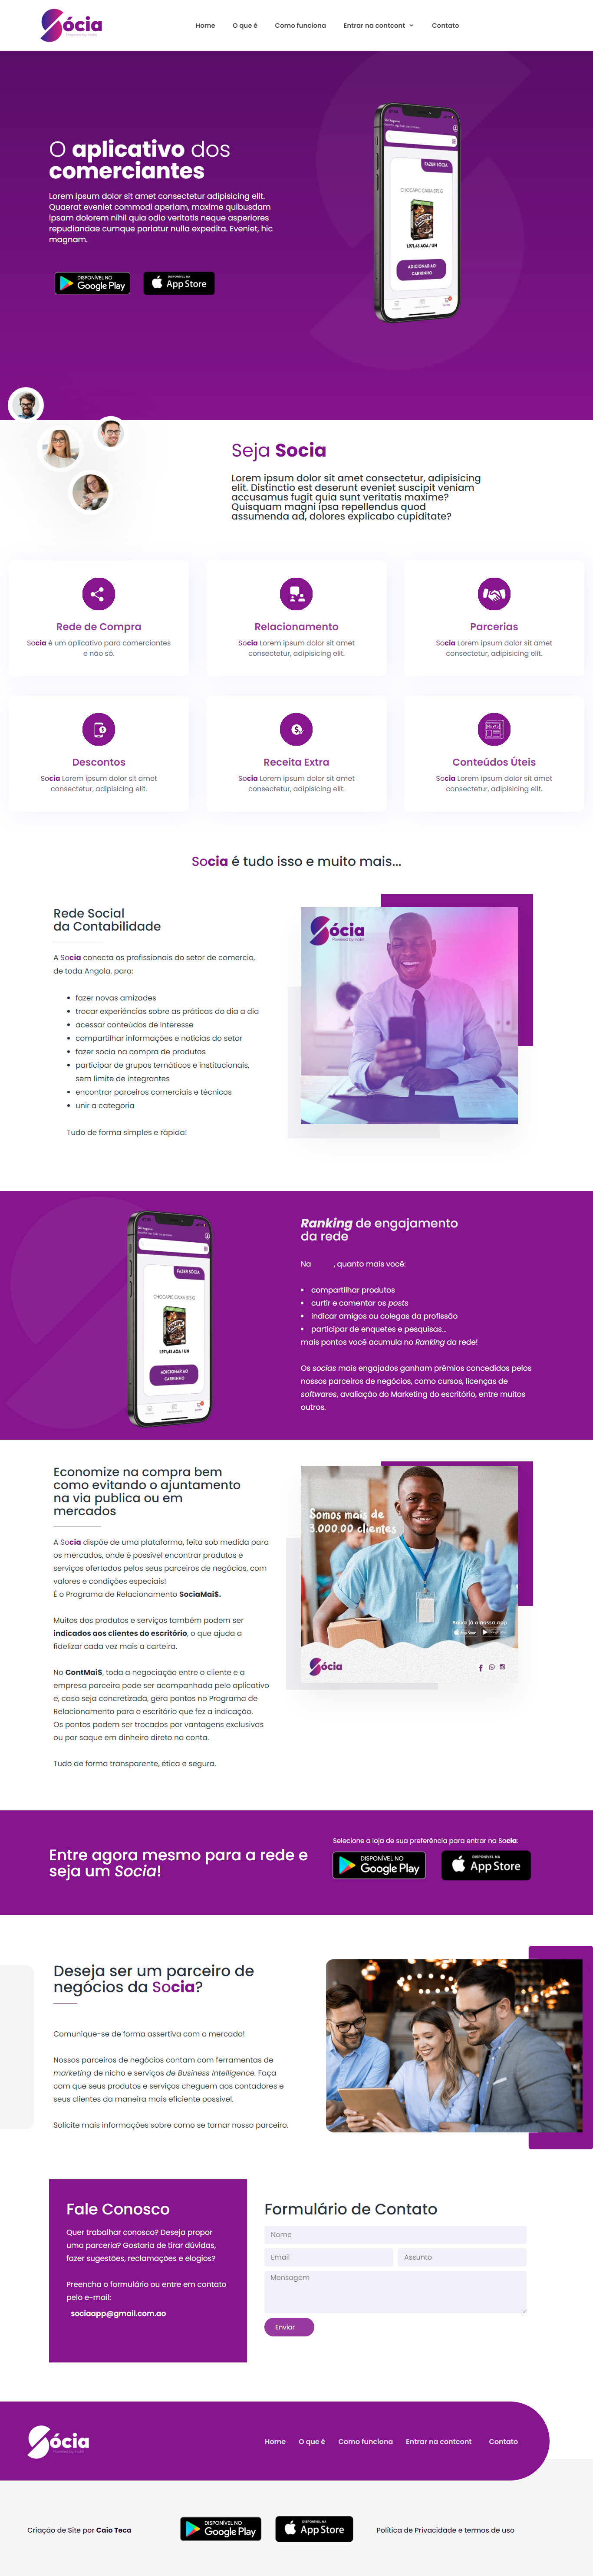 Sócia
Home
O que é
Como funciona
Entrar na contcont
Contato
O aplicativo dos
comerciantes
Lorem ipsum dolor sit amet consectetur adipisicing elit.
Quaerat eveniet commodi aperiam, maxime quibusdam
ipsam dolorem nihil quia odio veritatis neque asperiores
repudiandae cumque pariatur nulla expedita. Eveniet, hic
magnam.
DISPONÍVEL NO
Google Play
DISPONÍVEL NA
App Store
FAZER SÓCIA
CHOCAPIC CAIXA 375 G
1.971,43 AOA / UN
ADICIONAR AO
CARRINHO
Seja Socia
Lorem ipsum dolor sit amet consectetur, adipisicing
elit. Distinctio est deserunt eveniet suscipit veniam
accusamus fugit quia sunt veritatis maxime?
Quisquam magni ipsa repellendus quod
assumenda ad, dolores explicabo cupiditate?
Rede de Compra
Socia é um aplicativo para comerciantes
e não só.
Relacionamento
Socia Lorem ipsum dolor sit amet
consectetur, adipisicing elit.
Parcerias
Socia Lorem ipsum dolor sit amet
consectetur, adipisicing elit.
Descontos
Socia Lorem ipsum dolor sit amet
consectetur, adipisicing elit.
Receita Extra
Socia Lorem ipsum dolor sit amet
consectetur, adipisicing elit.
Conteúdos Úteis
Socia Lorem ipsum dolor sit amet
consectetur, adipisicing elit.
Socia é tudo isso e muito mais...
Rede Social
da Contabilidade
A Socia conecta os profissionais do setor de comercio,
de toda Angola, para:
• fazer novas amizades
• trocar experiências sobre as práticas do dia a dia
• acessar conteúdos de interesse
• compartilhar informações e notícias do setor
• fazer socia na compra de produtos
• participar de grupos temáticos e institucionais,
sem limite de integrantes
• encontrar parceiros comerciais e técnicos
• unir a categoria
Tudo de forma simples e rápida!
Sócia
FAZER SÓCIA
CHOCAPIC CAIXA 375 G
1.971,43 AOA / UN
ADICIONAR AO
CARRINHO
Ranking de engajamento
da rede
Na , quanto mais você:
• compartilhar produtos
• curtir e comentar os posts
• indicar amigos ou colegas da profissão
• participar de enquetes e pesquisas...
mais pontos você acumula no Ranking da rede!
Os socias mais engajados ganham prêmios concedidos pelos
nossos parceiros de negócios, como cursos, licenças de
softwares, avaliação do Marketing do escritório, entre muitos
outros.
Economize na compra bem
como evitando o ajuntamento
na via publica ou em
mercados
A Socia dispõe de uma plataforma, feita sob medida para
os mercados, onde é possível encontrar produtos e
serviços ofertados pelos seus parceiros de negócios, com
valores e condições especiais!
É o Programa de Relacionamento SociaMai$.
Muitos dos produtos e serviços também podem ser
indicados aos clientes do escritório, o que ajuda a
fidelizar cada vez mais a carteira.
No ContMai$, toda a negociação entre o cliente e a
empresa parceira pode ser acompanhada pelo aplicativo
e, caso seja concretizada, gera pontos no Programa de
Relacionamento para o escritório que fez a indicação.
Os pontos podem ser trocados por vantagens exclusivas
ou por saque em dinheiro direto na conta.
Tudo de forma transparente, ética e segura.
Somos mais de
3.000.00 clientes
Baixa já a nossa app
Sócia
Entre agora mesmo para a rede e
seja um Socia!
Selecione a loja de sua preferência para entrar na Socia:
DISPONÍVEL NO
Google Play
DISPONÍVEL NA
App Store
Deseja ser um parceiro de
negócios da Socia?
Comunique-se de forma assertiva com o mercado!
Nossos parceiros de negócios contam com ferramentas de
marketing de nicho e serviços de Business Intelligence. Faça
com que seus produtos e serviços cheguem aos contadores e
seus clientes da maneira mais eficiente possível.
Solicite mais informações sobre como se tornar nosso parceiro.
Fale Conosco
Quer trabalhar conosco? Deseja propor
uma parceria? Gostaria de tirar dúvidas,
fazer sugestões, reclamações e elogios?
Preencha o formulário ou entre em contato
pelo e-mail:
sociaapp@gmail.com.ao
Formulário de Contato
Nome
Email
Assunto
Mensagem
Enviar
Sócia
Home
O que é
Como funciona
Entrar na contcont
Contato
Criação de Site por Caio Teca
DISPONÍVEL NO
Google Play
DISPONÍVEL NA
App Store
Política de Privacidade e termos de uso